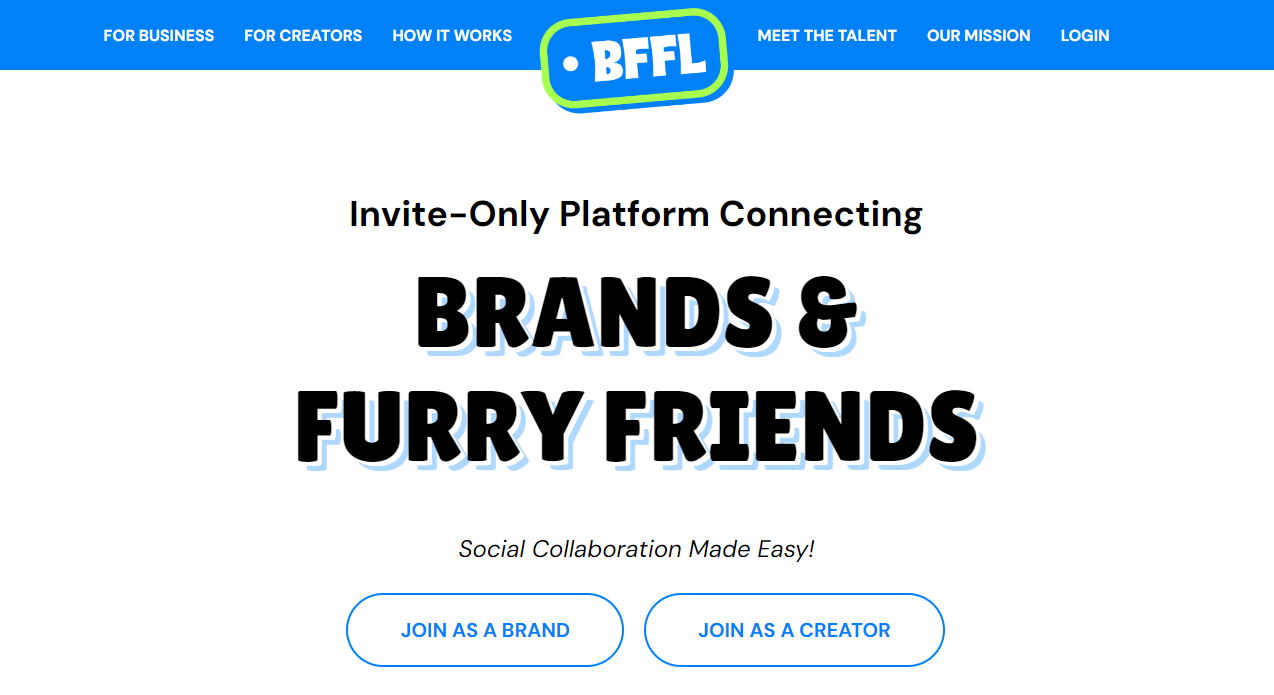 FOR BUSINESS FOR CREATORS HOW IT WORKS BFFL MEET THE TALENT OUR MISSION LOGIN
Invite-Only Platform Connecting
BRANDS &
FURRY FRIENDS
Social Collaboration Made Easy!
JOIN AS A BRAND JOIN AS A CREATOR